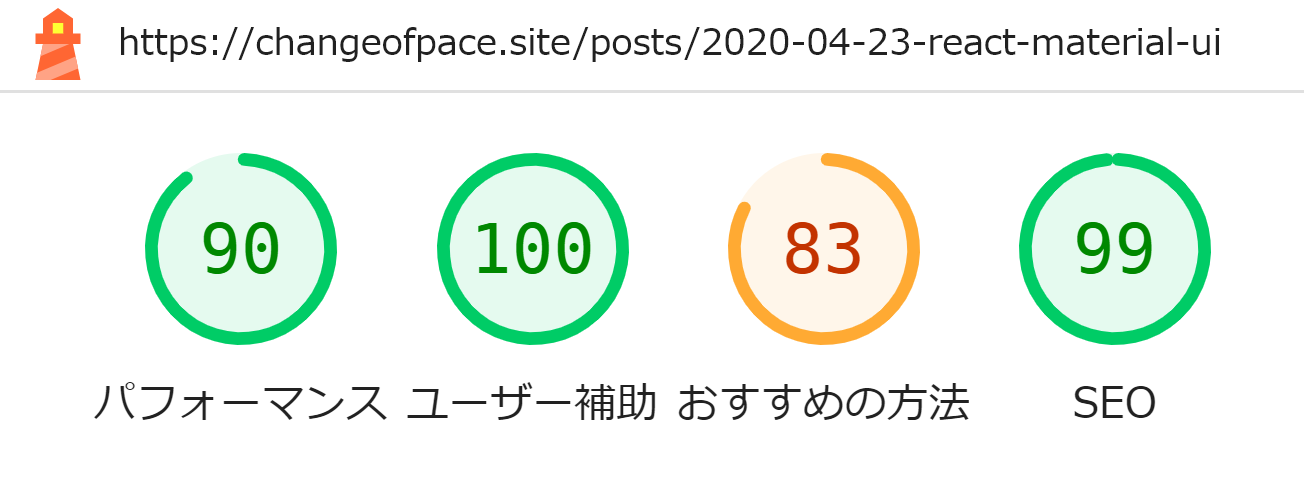 https://changeofpace.site/posts/2020-04-23-react-material-ui
90 100 83 99
パフォーマンス ユーザー補助 おすすめの方法 SEO